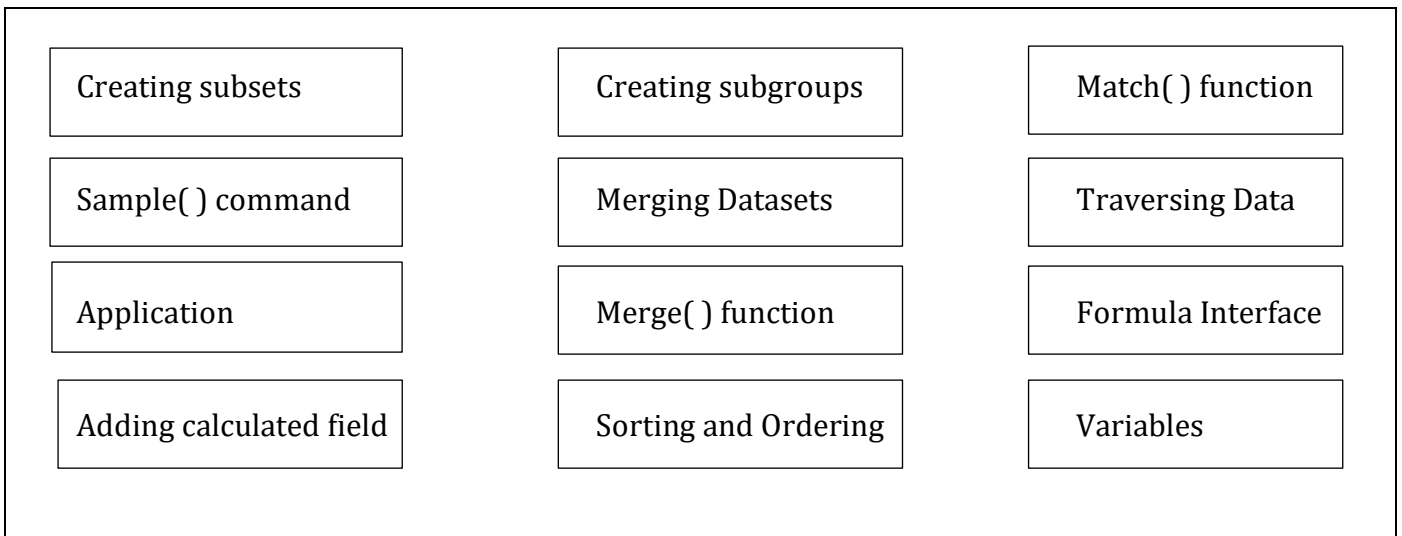 Creating subsets
Creating subgroups
Match( ) function
Sample( ) command
Merging Datasets
Traversing Data
Application
Merge( ) function
Formula Interface
Adding calculated field
Sorting and Ordering
Variables